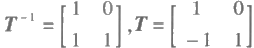 T⁻¹ = [1 0; 1 1], T = [1 0; -1 1]